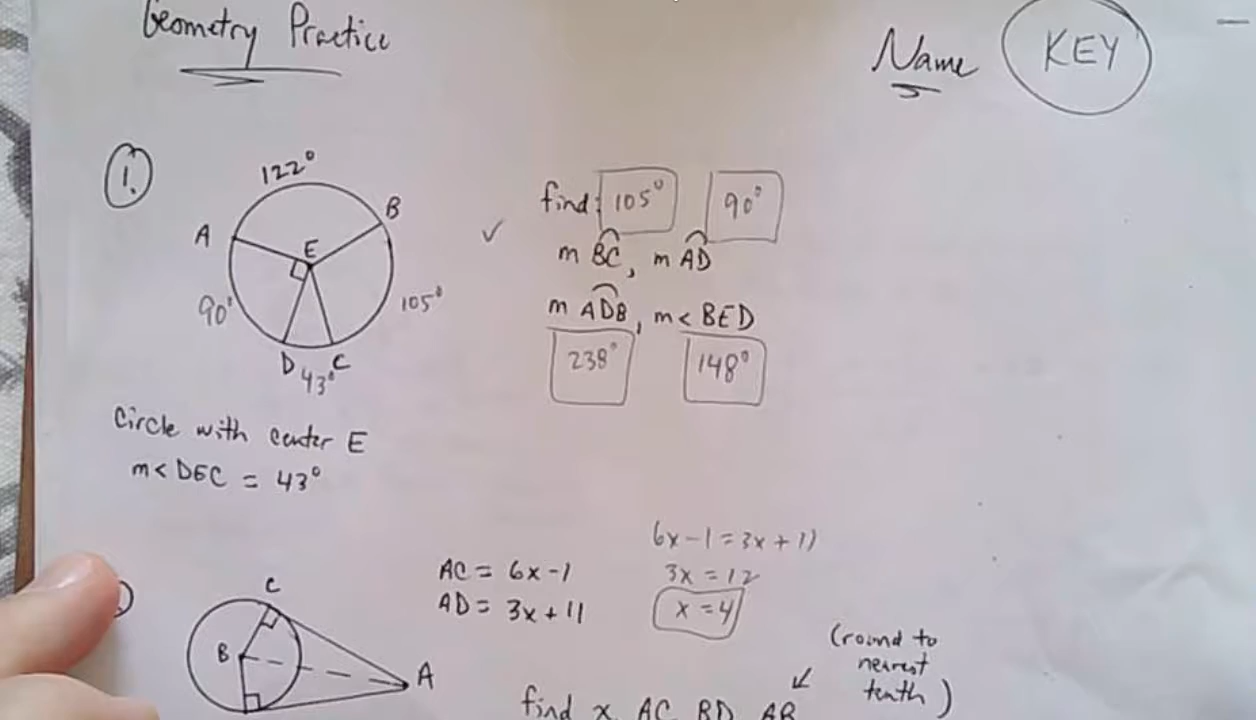 Geometry Practice
Name KEY
1.
122°
A
B
E
90°
105°
D
C
43°
Circle with center E
m<DEC = 43°
find: 105° 90°
m BC, m AD
m ADB, m<BED
238° 148°
C
B
A
AC = 6x-1
AD = 3x+11
6x-1=3x+11
3x=12
x=4
(round to
nearest
tenth)
find x, AC, BD, AB